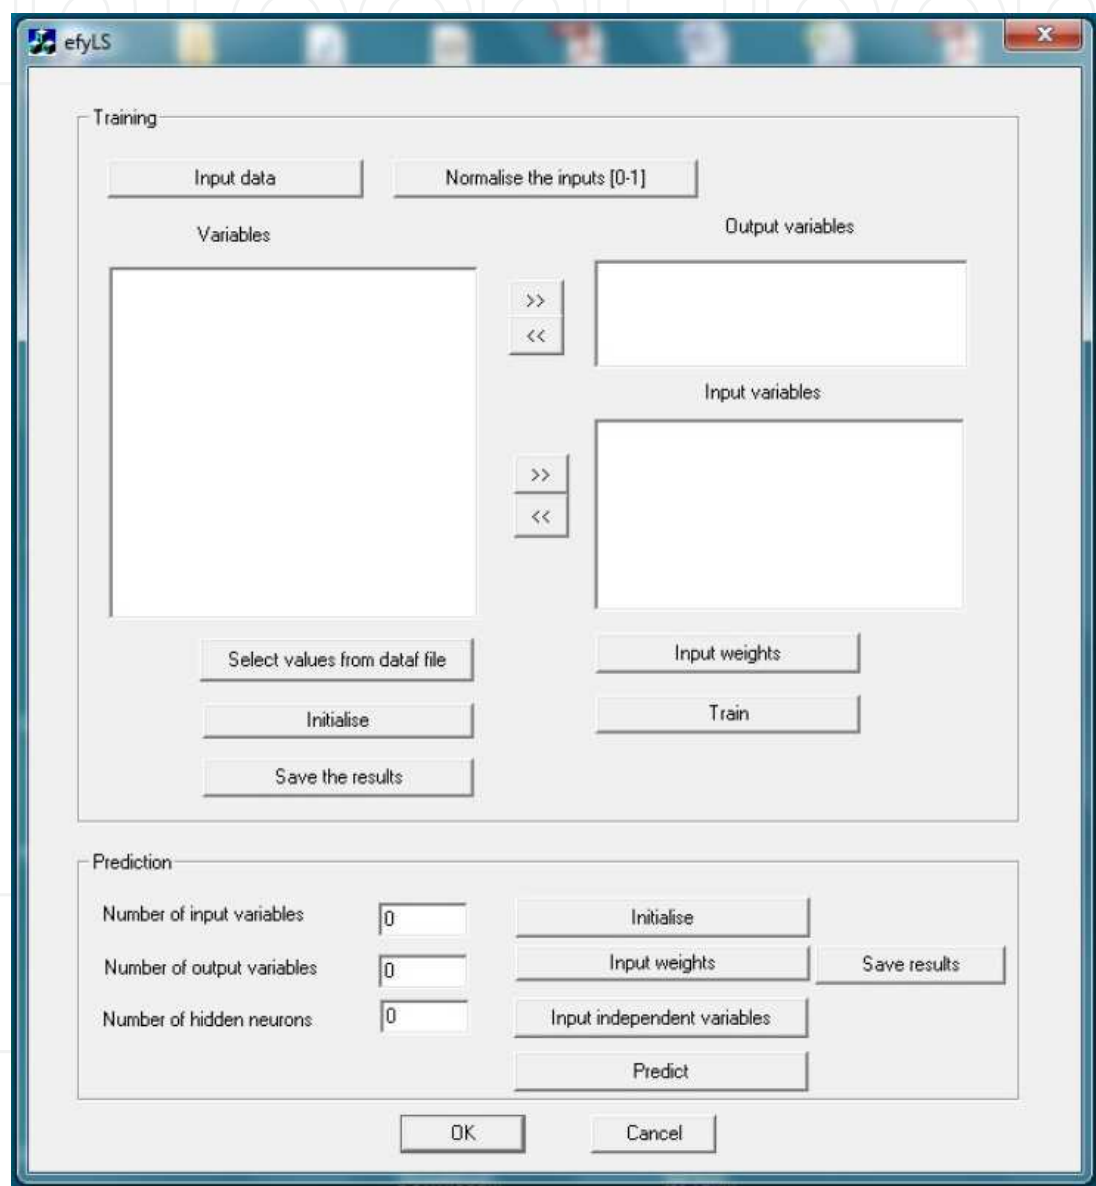 efyLS
Training
Input data
Normalise the inputs [0-1]
Variables
Output variables
>>
<<
Input variables
>>
<<
Select values from dataf file
Input weights
Initialise
Train
Save the results
Prediction
Number of input variables
0
Initialise
Number of output variables
0
Input weights
Save results
Number of hidden neurons
0
Input independent variables
Predict
OK
Cancel